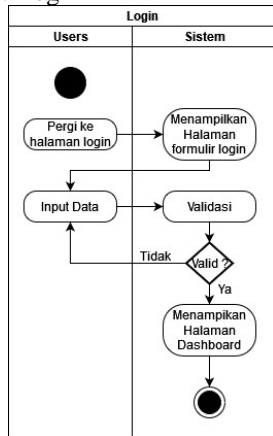 Login
Users Sistem
Pergi ke
halaman login
Menampilkan
Halaman
formulir login
Input Data
Validasi
Tidak
Valid ?
Ya
Menampikan
Halaman
Dashboard